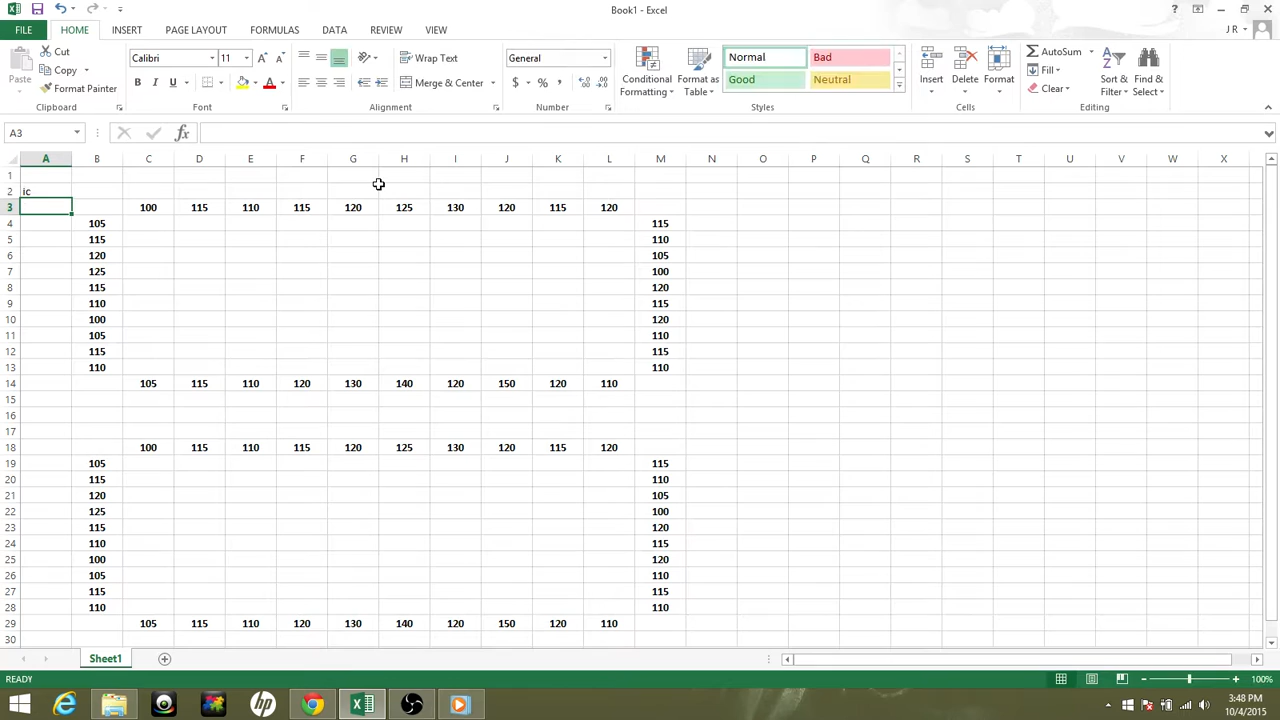 Book1 - Excel
FILE HOME INSERT PAGE LAYOUT FORMULAS DATA REVIEW VIEW J R
Paste Cut Calibri 11 Wrap Text General Conditional Formatting Format as Table Normal Bad Insert Delete Format AutoSum Sort & Filter Find & Select
Copy B I U A Merge & Center $ % , Good Neutral Fill
Format Painter Clear
Clipboard Font Alignment Number Styles Cells Editing
A3 fx
A B C D E F G H I J K L M N O P Q R S T U V W X
1
2 ic
3 100 115 110 115 120 125 130 120 115 120
4 105 115
5 115 110
6 120 105
7 125 100
8 115 120
9 110 115
10 100 120
11 105 110
12 115 115
13 110 110
14 105 115 110 120 130 140 120 150 120 110
15
16
17
18 100 115 110 115 120 125 130 120 115 120
19 105 115
20 115 110
21 120 105
22 125 100
23 115 120
24 110 115
25 100 120
26 105 110
27 115 115
28 110 110
29 105 115 110 120 130 140 120 150 120 110
30
Sheet1
READY 100%
3:48 PM
10/4/2015